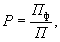 P = Пф / П,